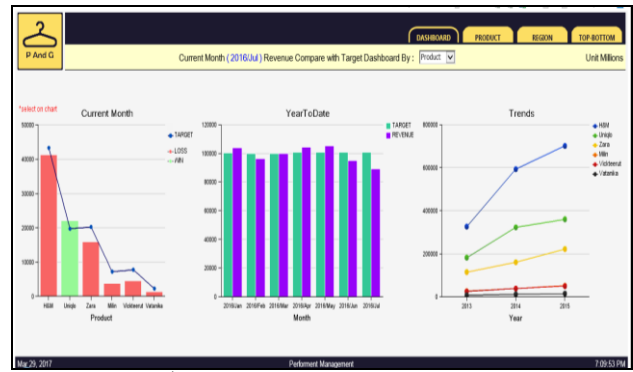 P And G
DASHBOARD PRODUCT REGION TOP-BOTTOM
Current Month ( 2016/Jul ) Revenue Compare with Target Dashboard By : Product
Unit Millions
*select on chart
Current Month
50000
40000
30000
20000
10000
0
H&M Uniqlo Zara Milin Vickteerut Vatanika
Product
TARGET
LOSS
WIN
YearToDate
120000
100000
80000
60000
40000
20000
0
2016/Jan 2016/Feb 2016/Mar 2016/Apr 2016/May 2016/Jun 2016/Jul
Month
TARGET
REVENUE
Trends
800000
600000
400000
200000
0
2013 2014 2015
Year
H&M
Uniqlo
Zara
Milin
Vickteerut
Vatanika
Mar,29, 2017
Performent Management
7:09:53 PM